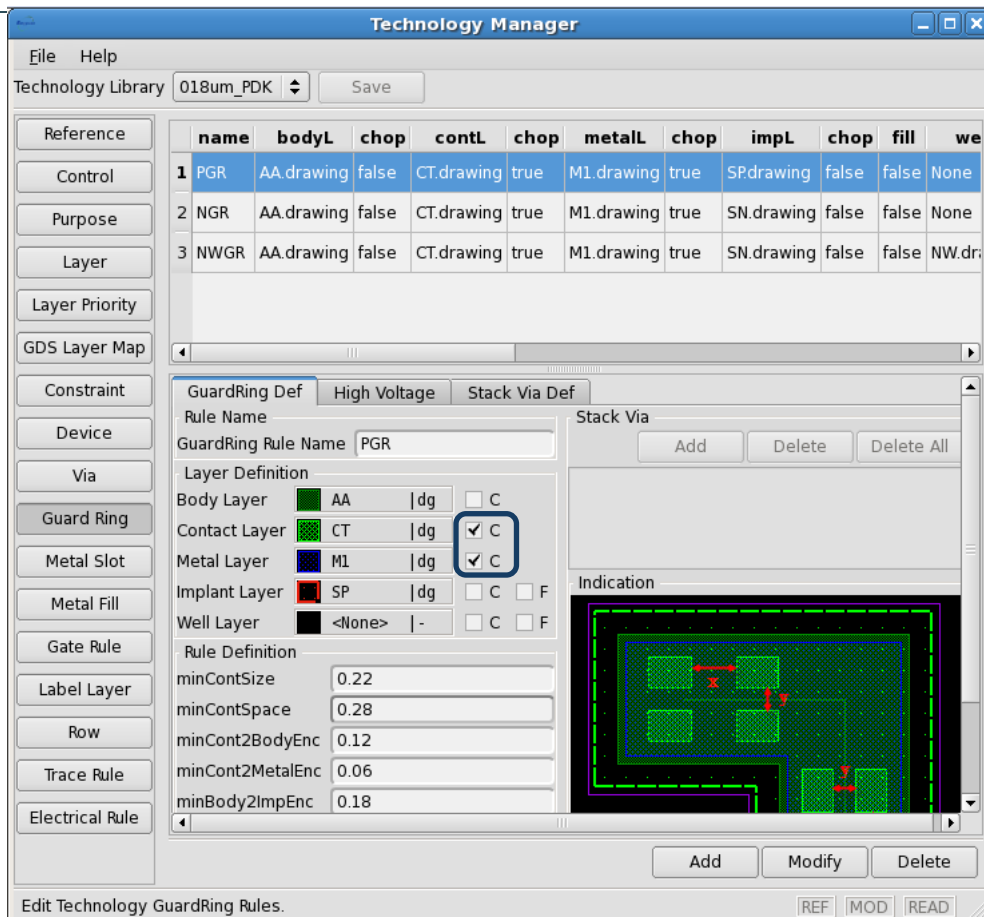 Technology Manager
File Help
Technology Library 018um_PDK Save
Reference
Control
Purpose
Layer
Layer Priority
GDS Layer Map
Constraint
Device
Via
Guard Ring
Metal Slot
Metal Fill
Gate Rule
Label Layer
Row
Trace Rule
Electrical Rule
name bodyL chop contL chop metalL chop impL chop fill we
1 PGR AA.drawing false CT.drawing true M1.drawing true SP.drawing false false None
2 NGR AA.drawing false CT.drawing true M1.drawing true SN.drawing false false None
3 NWGR AA.drawing false CT.drawing true M1.drawing true SN.drawing false false NW.dra
GuardRing Def High Voltage Stack Via Def
Rule Name
GuardRing Rule Name PGR
Layer Definition
Body Layer AA |dg C
Contact Layer CT |dg C
Metal Layer M1 |dg C
Implant Layer SP |dg C F
Well Layer <None> |- C F
Rule Definition
minContSize 0.22
minContSpace 0.28
minCont2BodyEnc 0.12
minCont2MetalEnc 0.06
minBody2ImpEnc 0.18
Stack Via
Add Delete Delete All
Indication
X
Y
Y
Add Modify Delete
Edit Technology GuardRing Rules.
REF MOD READ